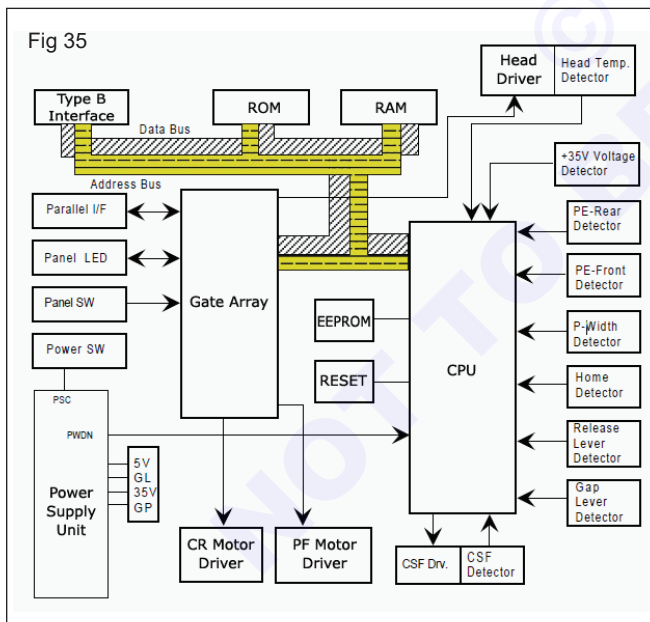 Fig 35
Type B
Interface
ROM
RAM
Head
Driver
Head Temp.
Detector
Data Bus
Address Bus
+35V Voltage
Detector
Parallel I/F
Panel LED
Panel SW
Power SW
Gate Array
EEPROM
RESET
CPU
PE-Rear
Detector
PE-Front
Detector
P-Width
Detector
Home
Detector
Release
Lever
Detector
Gap
Lever
Detector
PSC
PWDN
5V
GL
35V
GP
Power
Supply
Unit
CR Motor
Driver
PF Motor
Driver
CSF Drv.
CSF
Detector
©
NOT TO BE